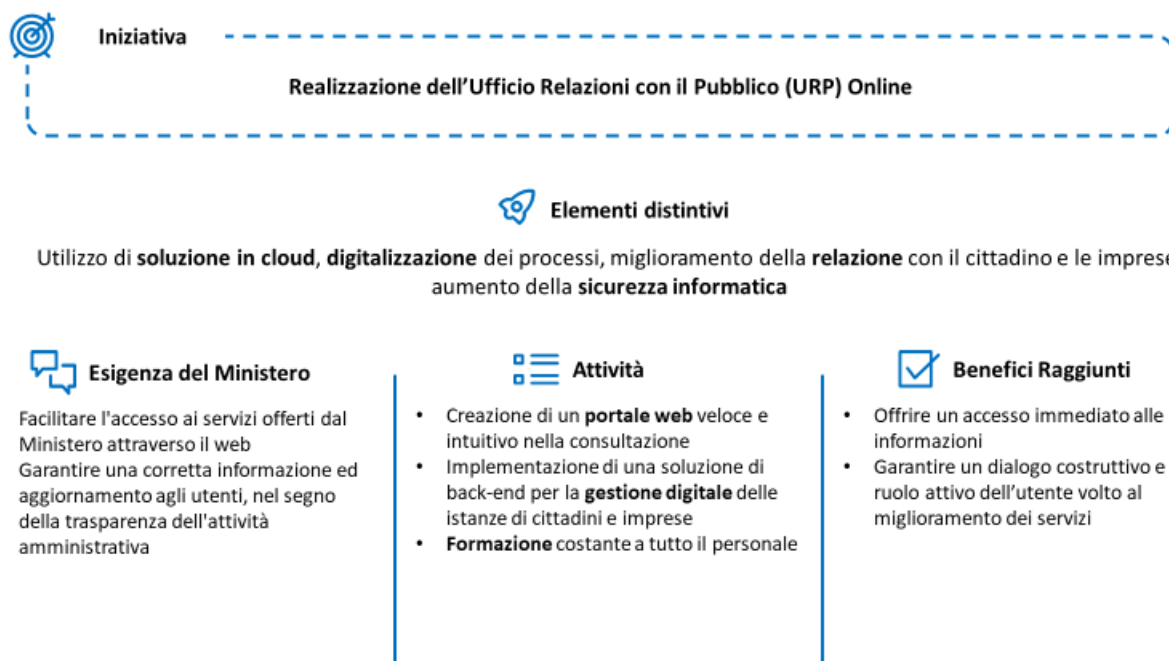 Iniziativa
Realizzazione dell’Ufficio Relazioni con il Pubblico (URP) Online
Elementi distintivi
Utilizzo di soluzione in cloud, digitalizzazione dei processi, miglioramento della relazione con il cittadino e le imprese
aumento della sicurezza informatica
Esigenza del Ministero
Facilitare l'accesso ai servizi offerti dal
Ministero attraverso il web
Garantire una corretta informazione ed
aggiornamento agli utenti, nel segno
della trasparenza dell'attività
amministrativa
Attività
• Creazione di un portale web veloce e
intuitivo nella consultazione
• Implementazione di una soluzione di
back-end per la gestione digitale delle
istanze di cittadini e imprese
• Formazione costante a tutto il personale
Benefici Raggiunti
• Offrire un accesso immediato alle
informazioni
• Garantire un dialogo costruttivo e
ruolo attivo dell’utente volto al
miglioramento dei servizi